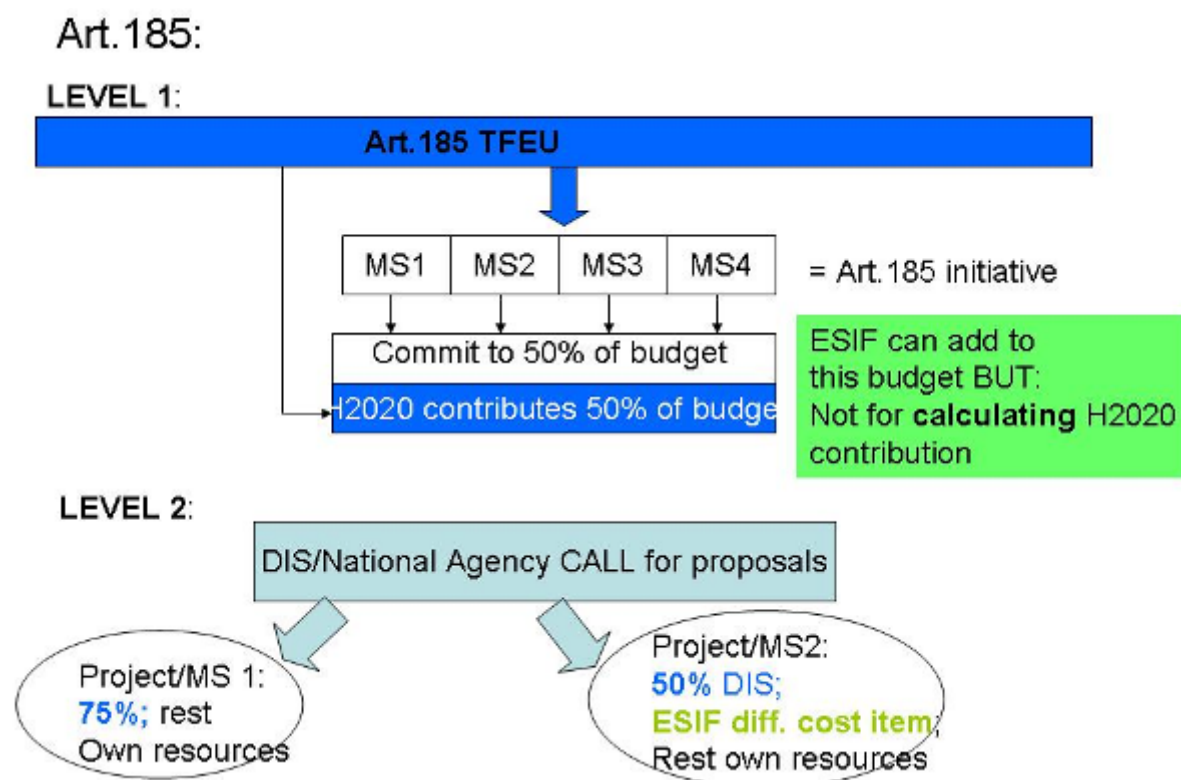 Art.185:
LEVEL 1:
Art.185 TFEU
MS1 MS2 MS3 MS4
= Art.185 initiative
Commit to 50% of budget
H2020 contributes 50% of budge
ESIF can add to
this budget BUT:
Not for calculating H2020
contribution
LEVEL 2:
DIS/National Agency CALL for proposals
Project/MS 1:
75%; rest
Own resources
Project/MS2:
50% DIS;
ESIF diff. cost item;
Rest own resources